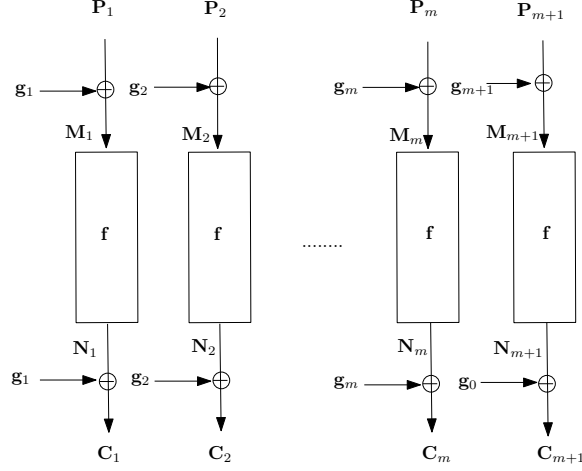 P₁ P₂ Pₘ Pₘ₊₁
g₁ g₂ gₘ gₘ₊₁
M₁ M₂ Mₘ Mₘ₊₁
f f ........ f f
N₁ N₂ Nₘ Nₘ₊₁
g₁ g₂ gₘ g₀
C₁ C₂ Cₘ Cₘ₊₁